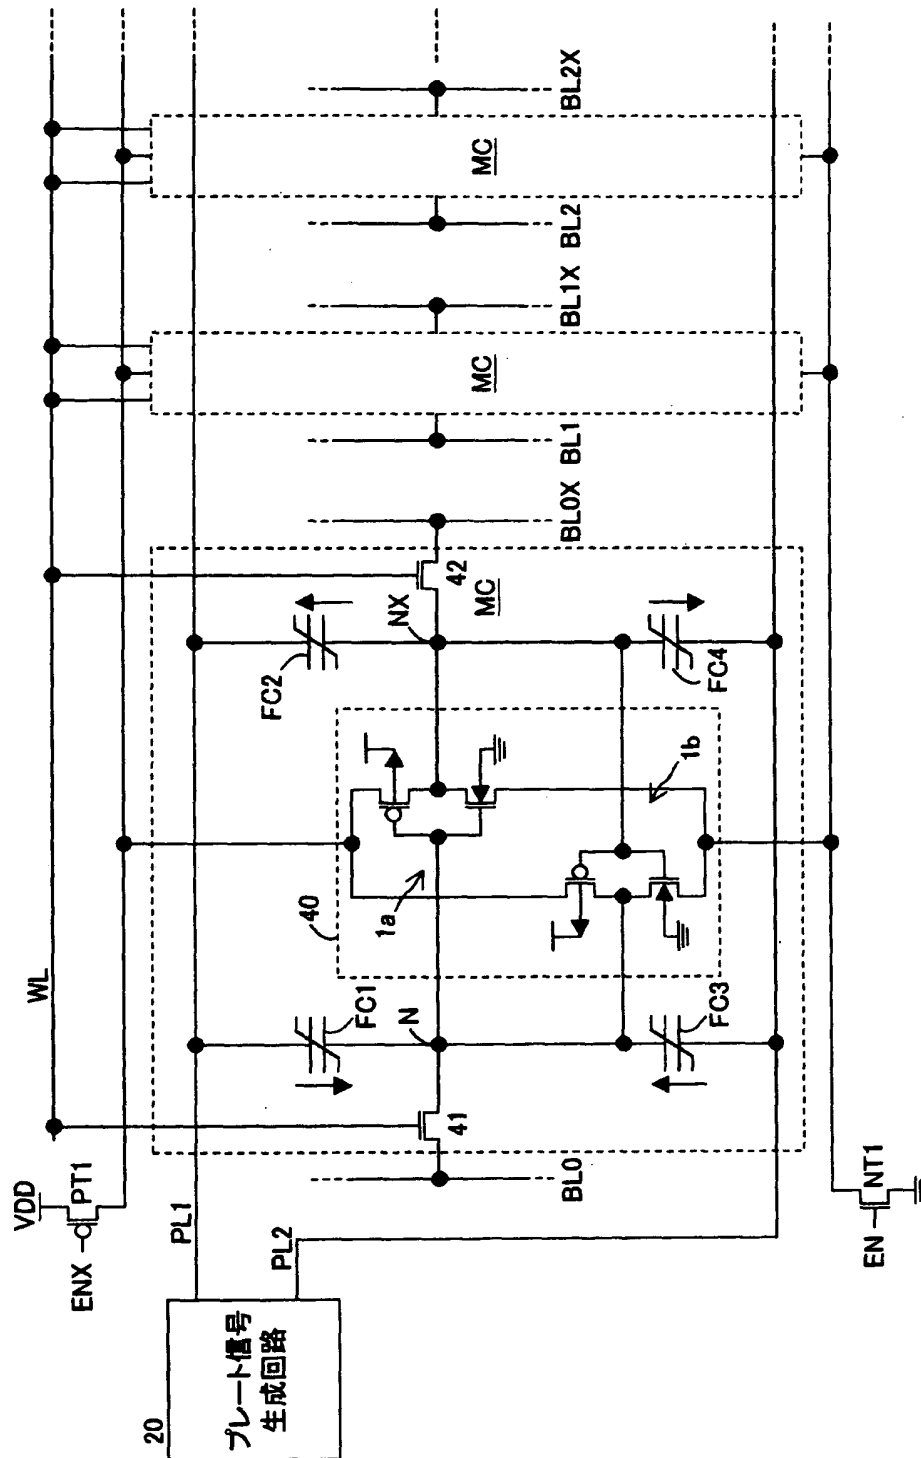 20
プレート信号
生成回路
ENX
VDD
PT1
PL1
PL2
EN
NT1
WL
BL0
41
FC1
N
FC3
40
1a
1b
FC2
NX
FC4
42
MC
BL0X
BL1
MC
BL1X
BL2
MC
BL2X